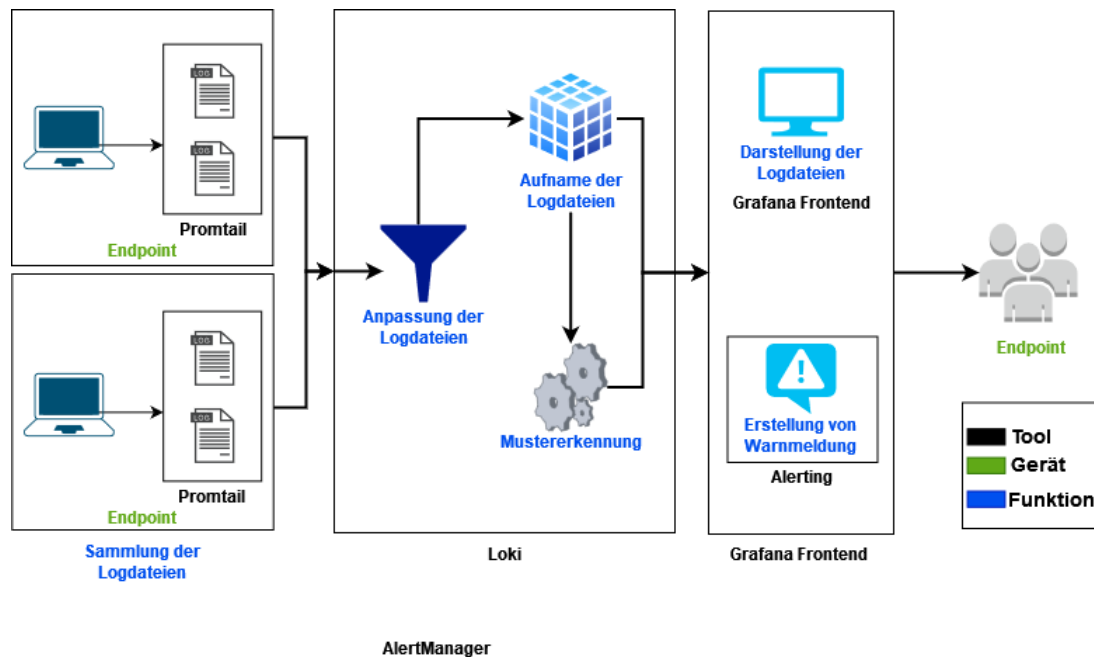 LOG
LOG
Promtail
Endpoint
LOG
LOG
Promtail
Endpoint
Sammlung der
Logdateien
Aufname der
Logdateien
Anpassung der
Logdateien
Mustererkennung
Loki
Darstellung der
Logdateien
Grafana Frontend
Erstellung von
Warnmeldung
Alerting
Grafana Frontend
Endpoint
Tool
Gerät
Funktion
AlertManager